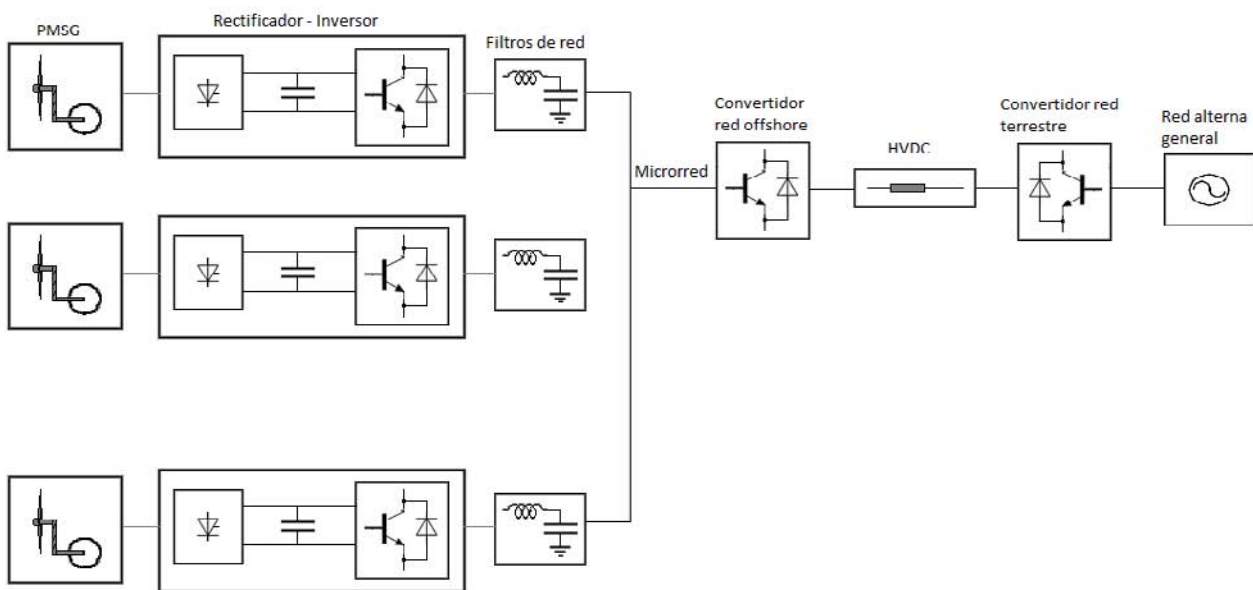 PMSG
Rectificador - Inversor
Filtros de red
Microrred
Convertidor
red offshore
HVDC
Convertidor red
terrestre
Red alterna
general